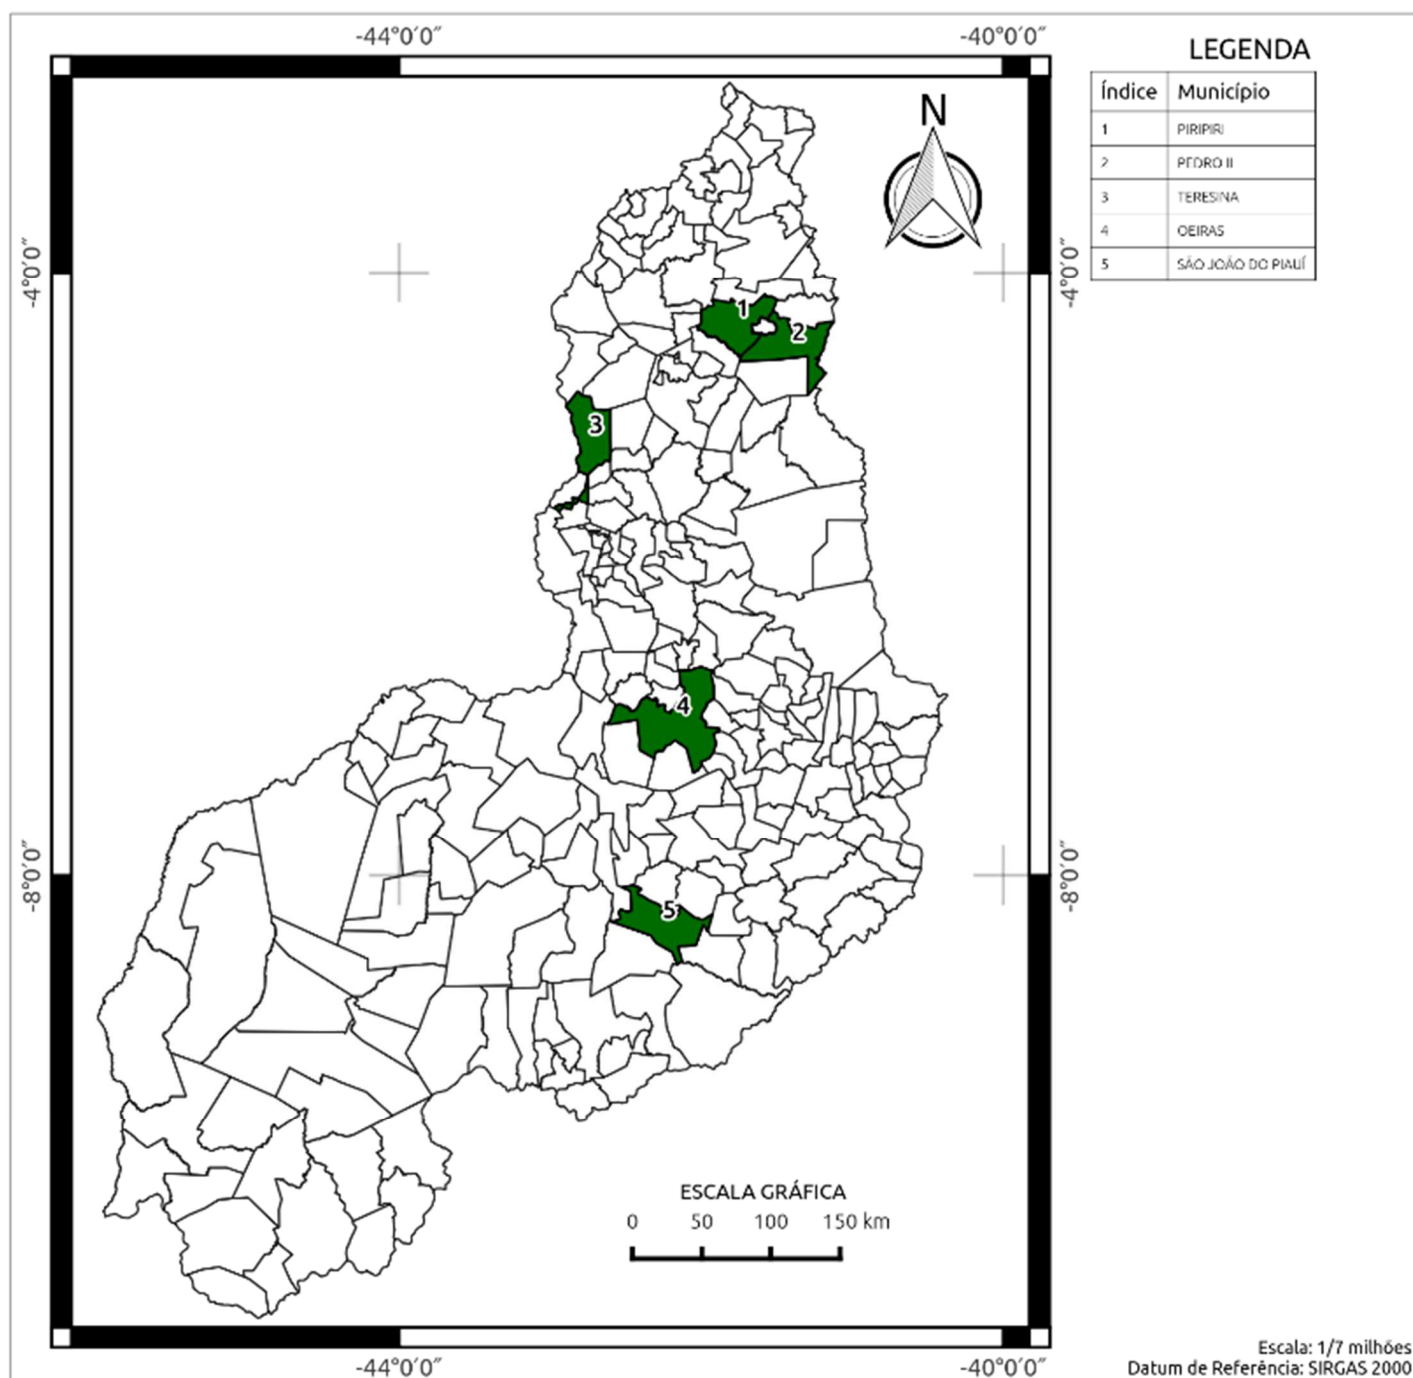 -44°0′0″ -40°0′0″
LEGENDA
Índice Município
1 PIRIPIRI
2 PEDRO II
3 TERESINA
4 OEIRAS
5 SÃO JOÃO DO PIAUÍ
N
-4°0′0″ -4°0′0″
1
2
3
4
-8°0′0″ -8°0′0″
5
ESCALA GRÁFICA
0 50 100 150 km
-44°0′0″ -40°0′0″
Escala: 1/7 milhões
Datum de Referência: SIRGAS 2000